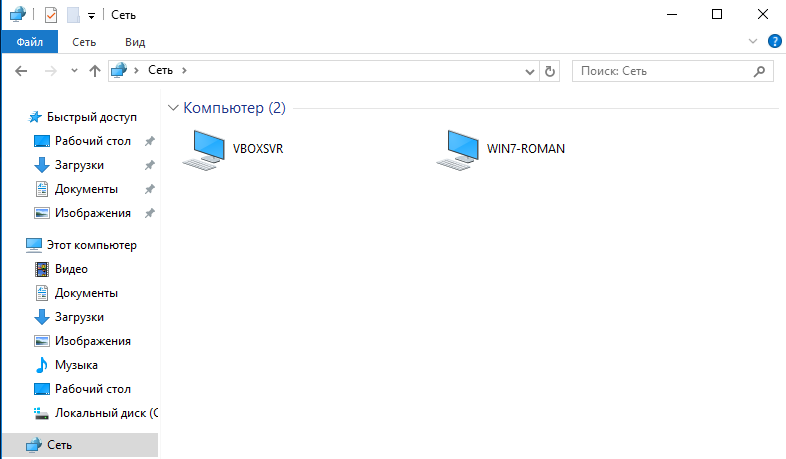 Сеть
Файл
Сеть
Вид
Сеть
Поиск: Сеть
Быстрый доступ
Рабочий стол
Загрузки
Документы
Изображения
Этот компьютер
Видео
Документы
Загрузки
Изображения
Музыка
Рабочий стол
Локальный диск (C
Сеть
Компьютер (2)
VBOXSVR
WIN7-ROMAN